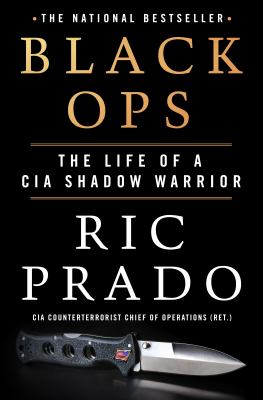 • THE NATIONAL BESTSELLER •
BLACK
OPS
THE LIFE OF A
CIA SHADOW WARRIOR
RIC
PRADO
CIA COUNTERTERRORIST CHIEF OF OPERATIONS (RET.)